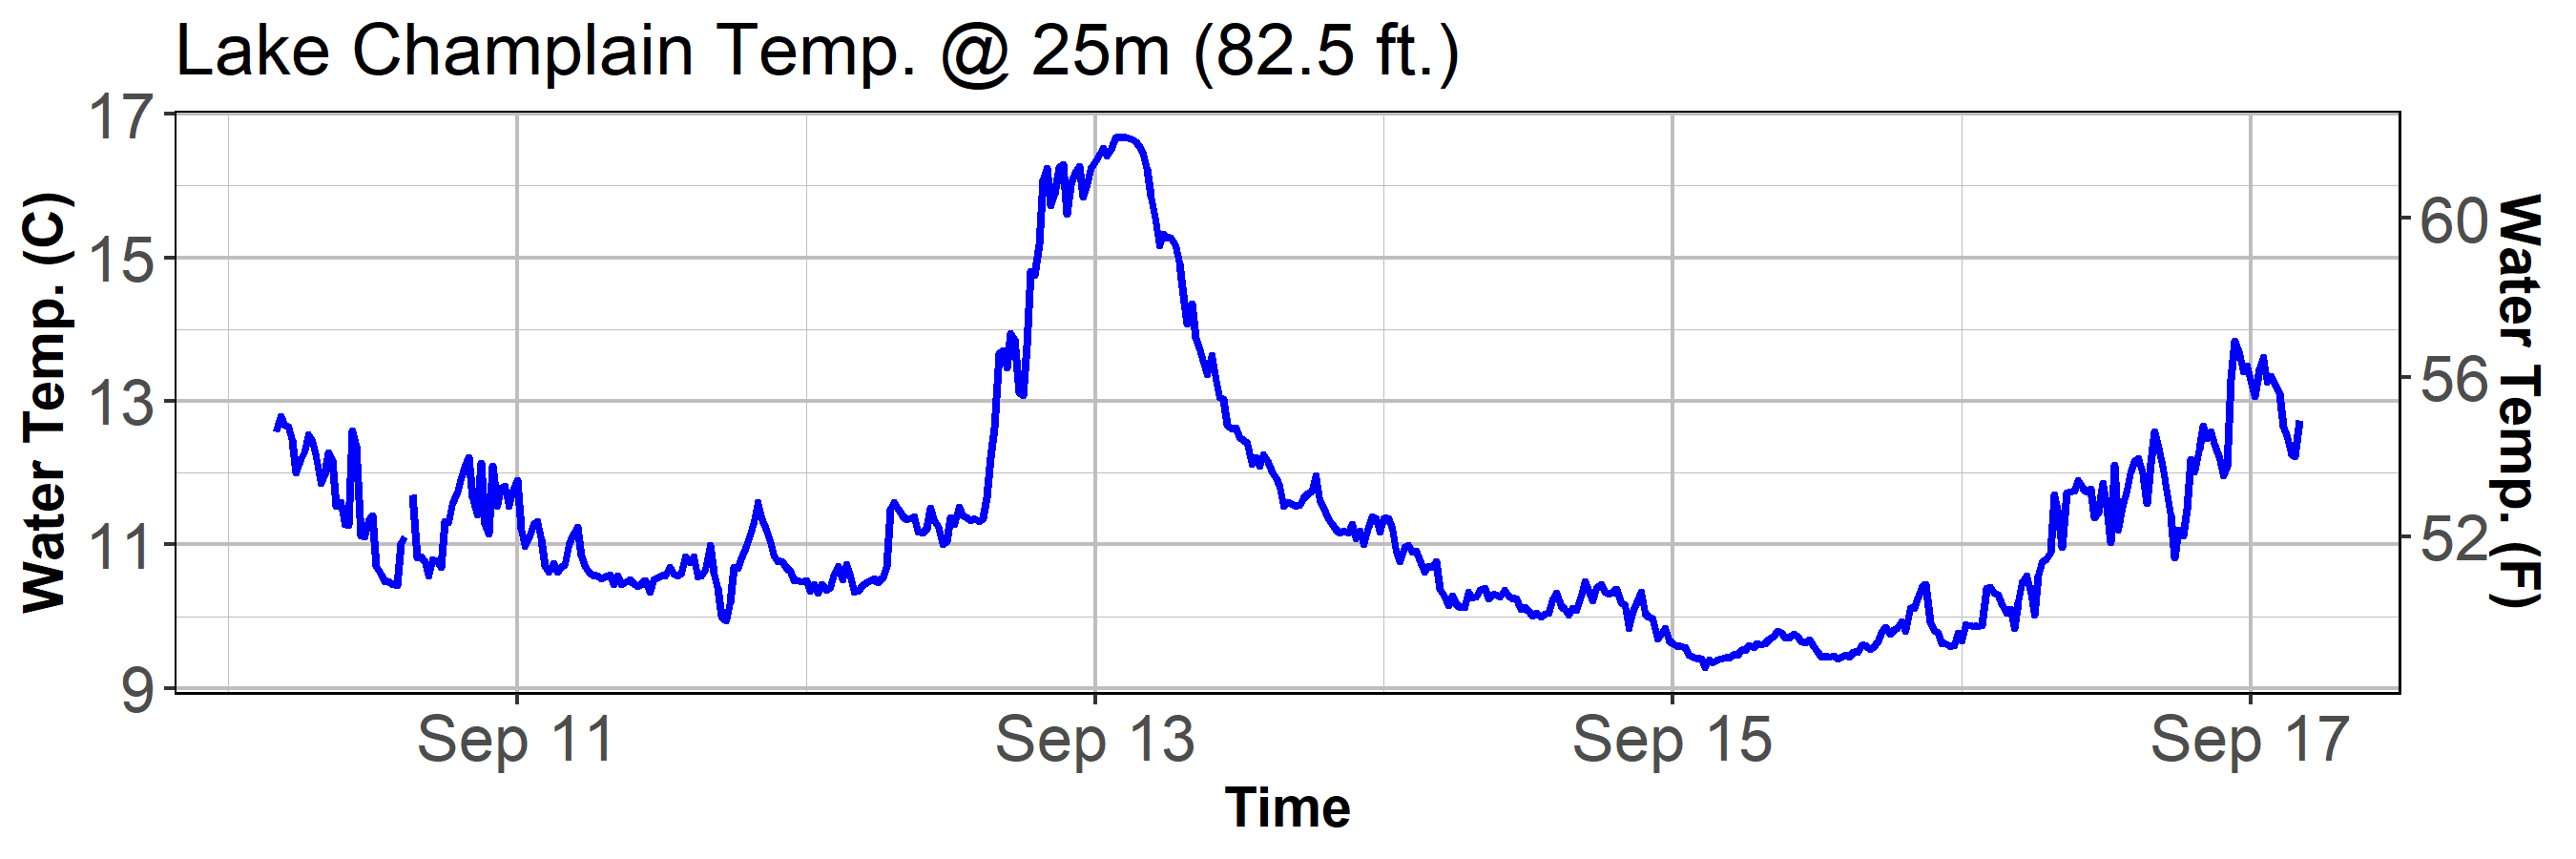 Lake Champlain Temp. @ 25m (82.5 ft.)
Water Temp. (C)
17
15
13
11
9
60
56
52
Water Temp. (F)
Sep 11
Sep 13
Sep 15
Sep 17
Time